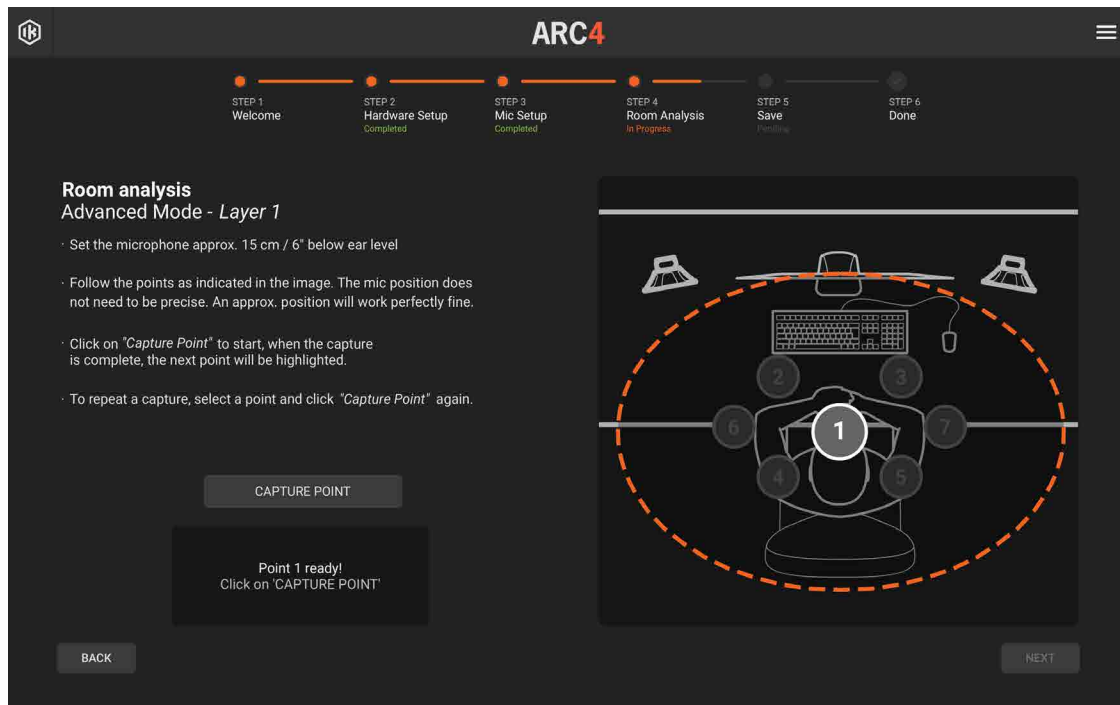 ARC4
STEP 1
Welcome
STEP 2
Hardware Setup
Completed
STEP 3
Mic Setup
Completed
STEP 4
Room Analysis
In Progress
STEP 5
Save
Pending
STEP 6
Done
Room analysis
Advanced Mode - Layer 1
· Set the microphone approx. 15 cm / 6" below ear level
· Follow the points as indicated in the image. The mic position does
not need to be precise. An approx. position will work perfectly fine.
· Click on "Capture Point" to start, when the capture
is complete, the next point will be highlighted.
· To repeat a capture, select a point and click "Capture Point" again.
CAPTURE POINT
Point 1 ready!
Click on 'CAPTURE POINT'
2
3
6
1
7
4
5
BACK
NEXT